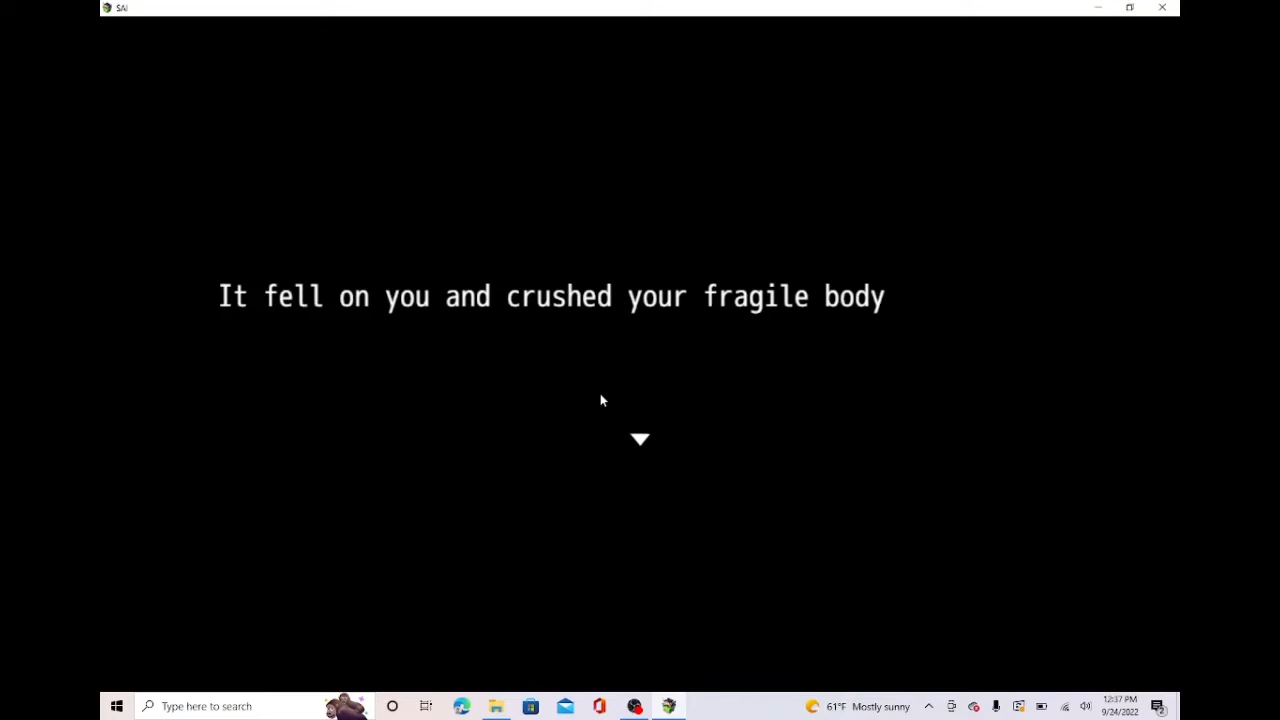 SAI
It fell on you and crushed your fragile body
Type here to search
61°F Mostly sunny
12:37 PM
9/24/2022
2